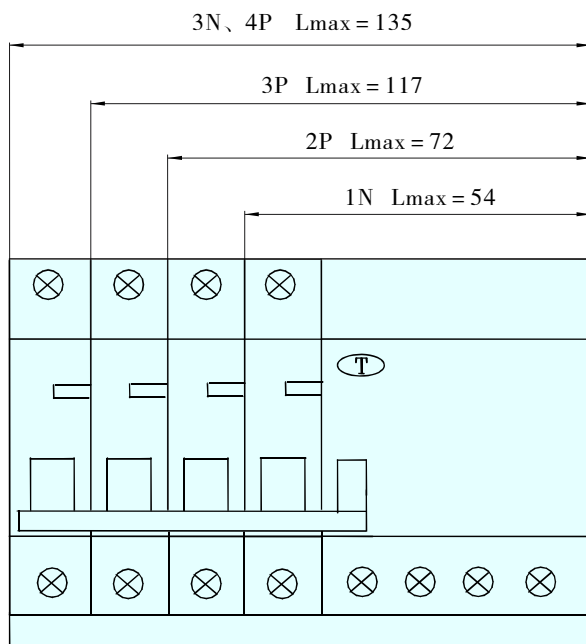 3N、4P Lmax = 135
3P Lmax = 117
2P Lmax = 72
1N Lmax = 54
T